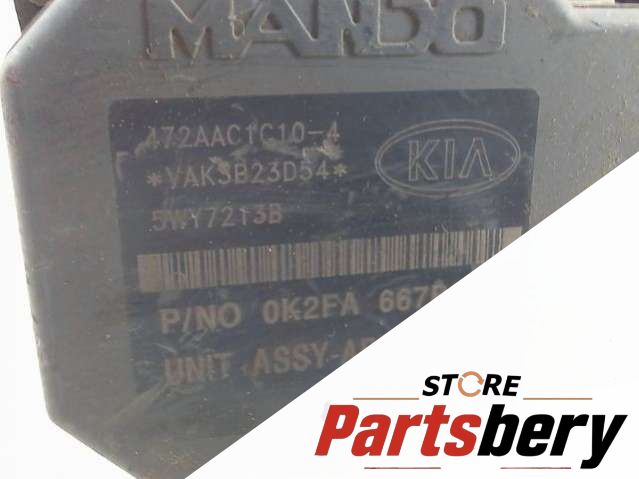 MANDO
472AAC1C10-4
KIA
*VAK3B23D54*
5WY7213B
P/NO 0K2FA
UNIT ASSY-
STORE
Partsbery